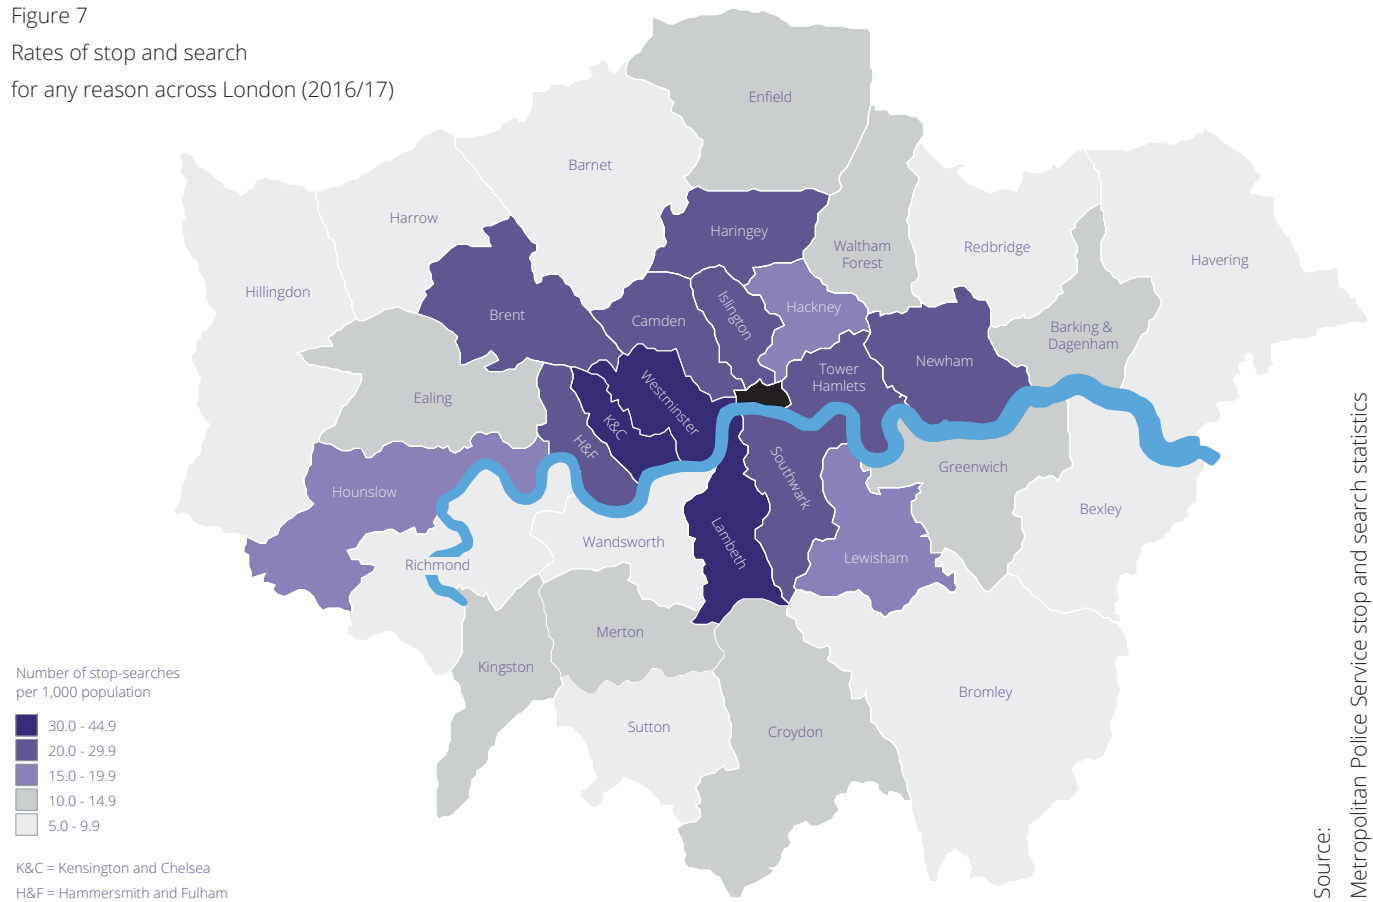 Figure 7
Rates of stop and search
for any reason across London (2016/17)
Enfield
Barnet
Harrow
Haringey
Waltham
Forest
Redbridge
Havering
Hillingdon
Brent
Camden
Islington
Hackney
Newham
Barking &
Dagenham
Tower
Hamlets
Ealing
Westminster
K&C
H&F
Southwark
Greenwich
Hounslow
Bexley
Richmond
Wandsworth
Lambeth
Lewisham
Merton
Kingston
Bromley
Sutton
Croydon
Number of stop-searches
per 1,000 population
30.0 - 44.9
20.0 - 29.9
15.0 - 19.9
10.0 - 14.9
5.0 - 9.9
K&C = Kensington and Chelsea
H&F = Hammersmith and Fulham
Source:
Metropolitan Police Service stop and search statistics